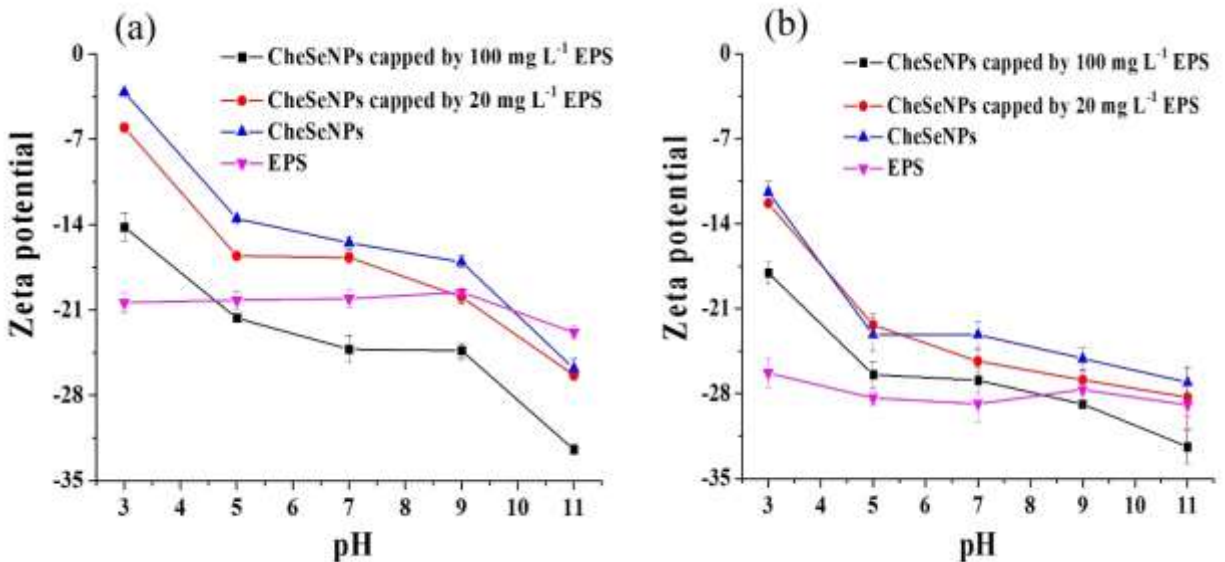 (a)
CheSeNPs capped by 100 mg L⁻¹ EPS
CheSeNPs capped by 20 mg L⁻¹ EPS
CheSeNPs
EPS
Zeta potential
0
-7
-14
-21
-28
-35
3 4 5 6 7 8 9 10 11
pH
(b)
CheSeNPs capped by 100 mg L⁻¹ EPS
CheSeNPs capped by 20 mg L⁻¹ EPS
CheSeNPs
EPS
Zeta potential
0
-7
-14
-21
-28
-35
3 4 5 6 7 8 9 10 11
pH